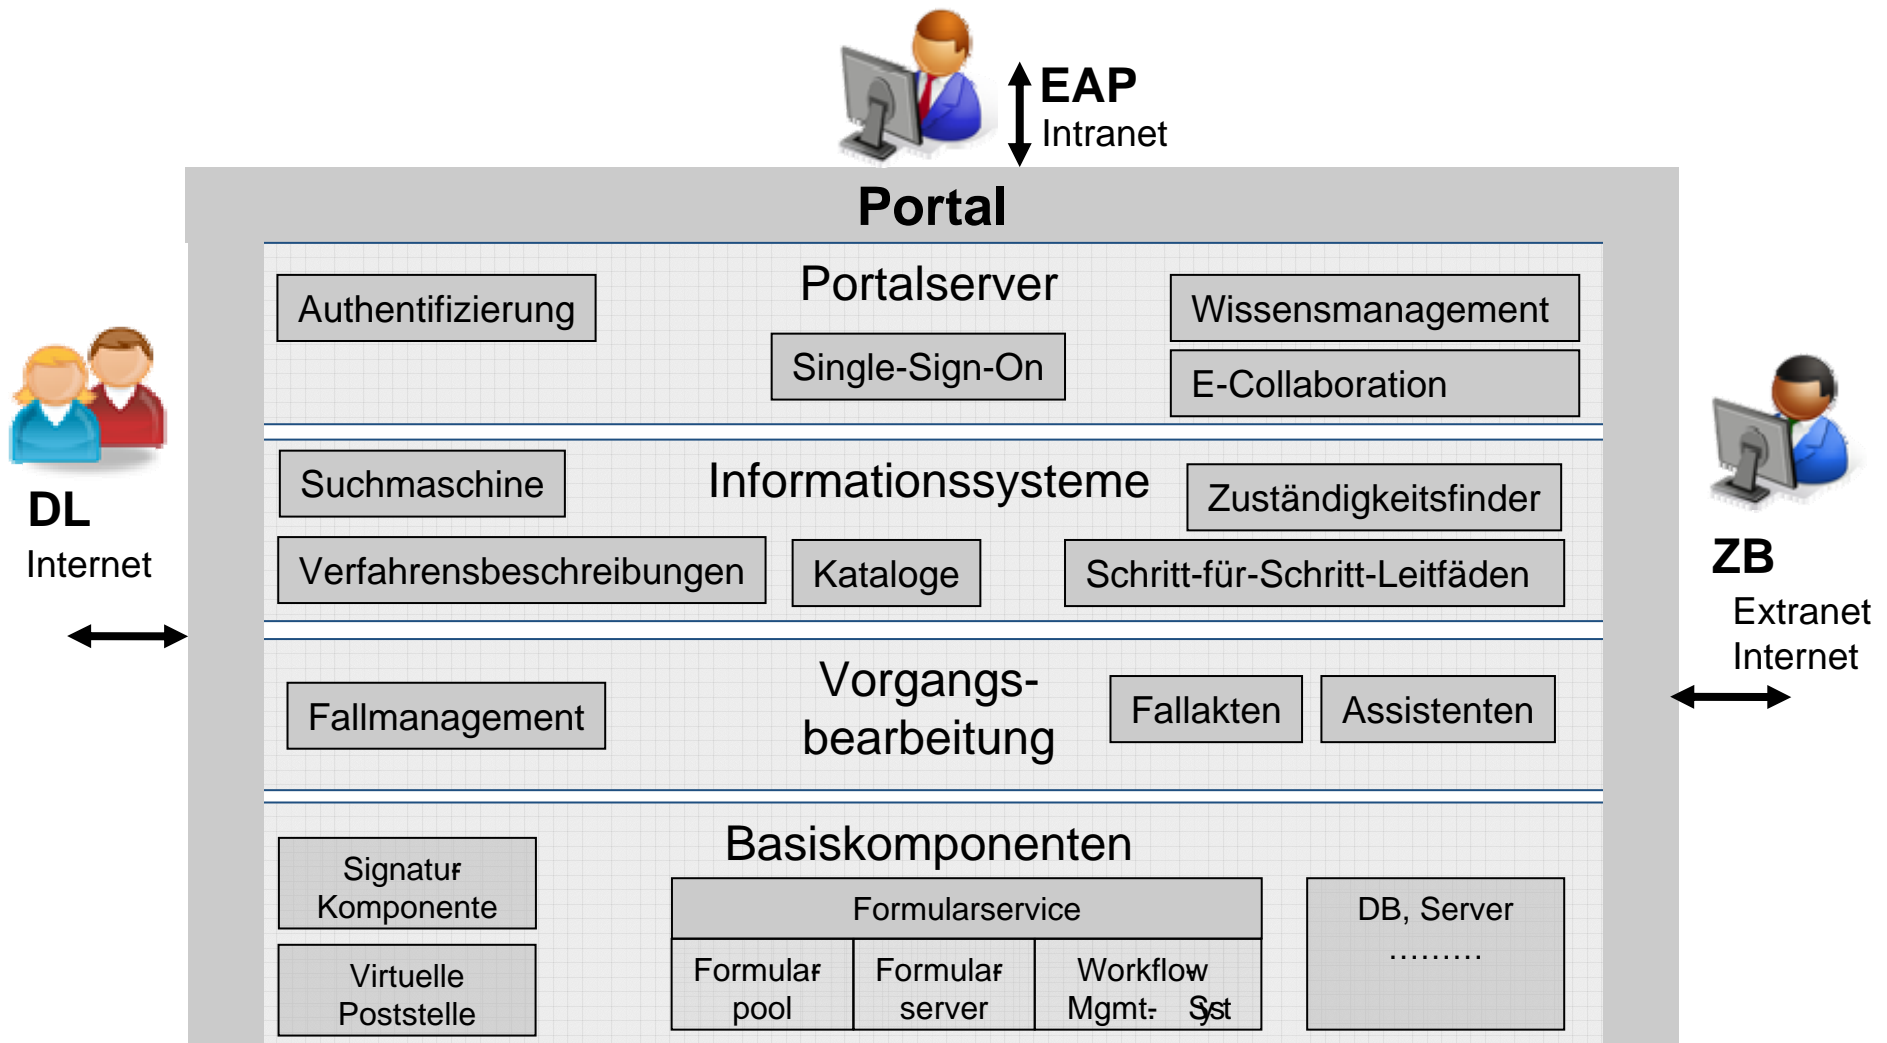 EAP
Intranet
Portal
Portalserver
Authentifizierung
Single-Sign-On
Wissensmanagement
E-Collaboration
DL
Internet
Informationssysteme
Suchmaschine
Zuständigkeitsfinder
Verfahrensbeschreibungen
Kataloge
Schritt-für-Schritt-Leitfäden
ZB
Extranet
Internet
Vorgangs-
bearbeitung
Fallmanagement
Fallakten
Assistenten
Basiskomponenten
Signatur-
Komponente
Virtuelle
Poststelle
Formularservice
Formular-
pool
Formular-
server
Workflow-
Mgmt.- Syst
DB, Server
………